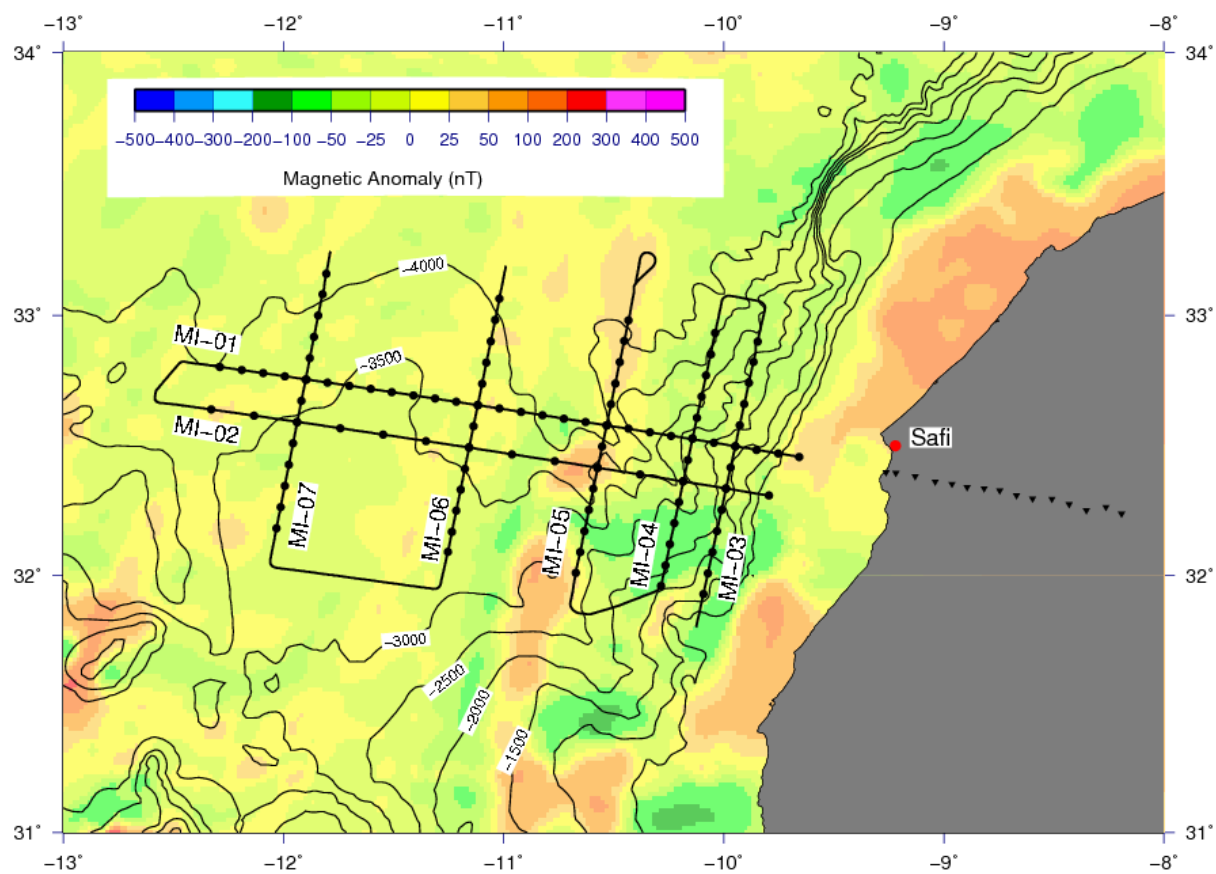 −13° −12° −11° −10° −9° −8°
34° 34°
−500 −400 −300 −200 −100 −50 −25 0 25 50 100 200 300 400 500
Magnetic Anomaly (nT)
−4000
33° 33°
MI−01
−3500
MI−02
Safi
MI−07
MI−06
MI−05
MI−04
MI−03
32° 32°
−3000
−2500
−2000
−1500
31° 31°
−13° −12° −11° −10° −9° −8°